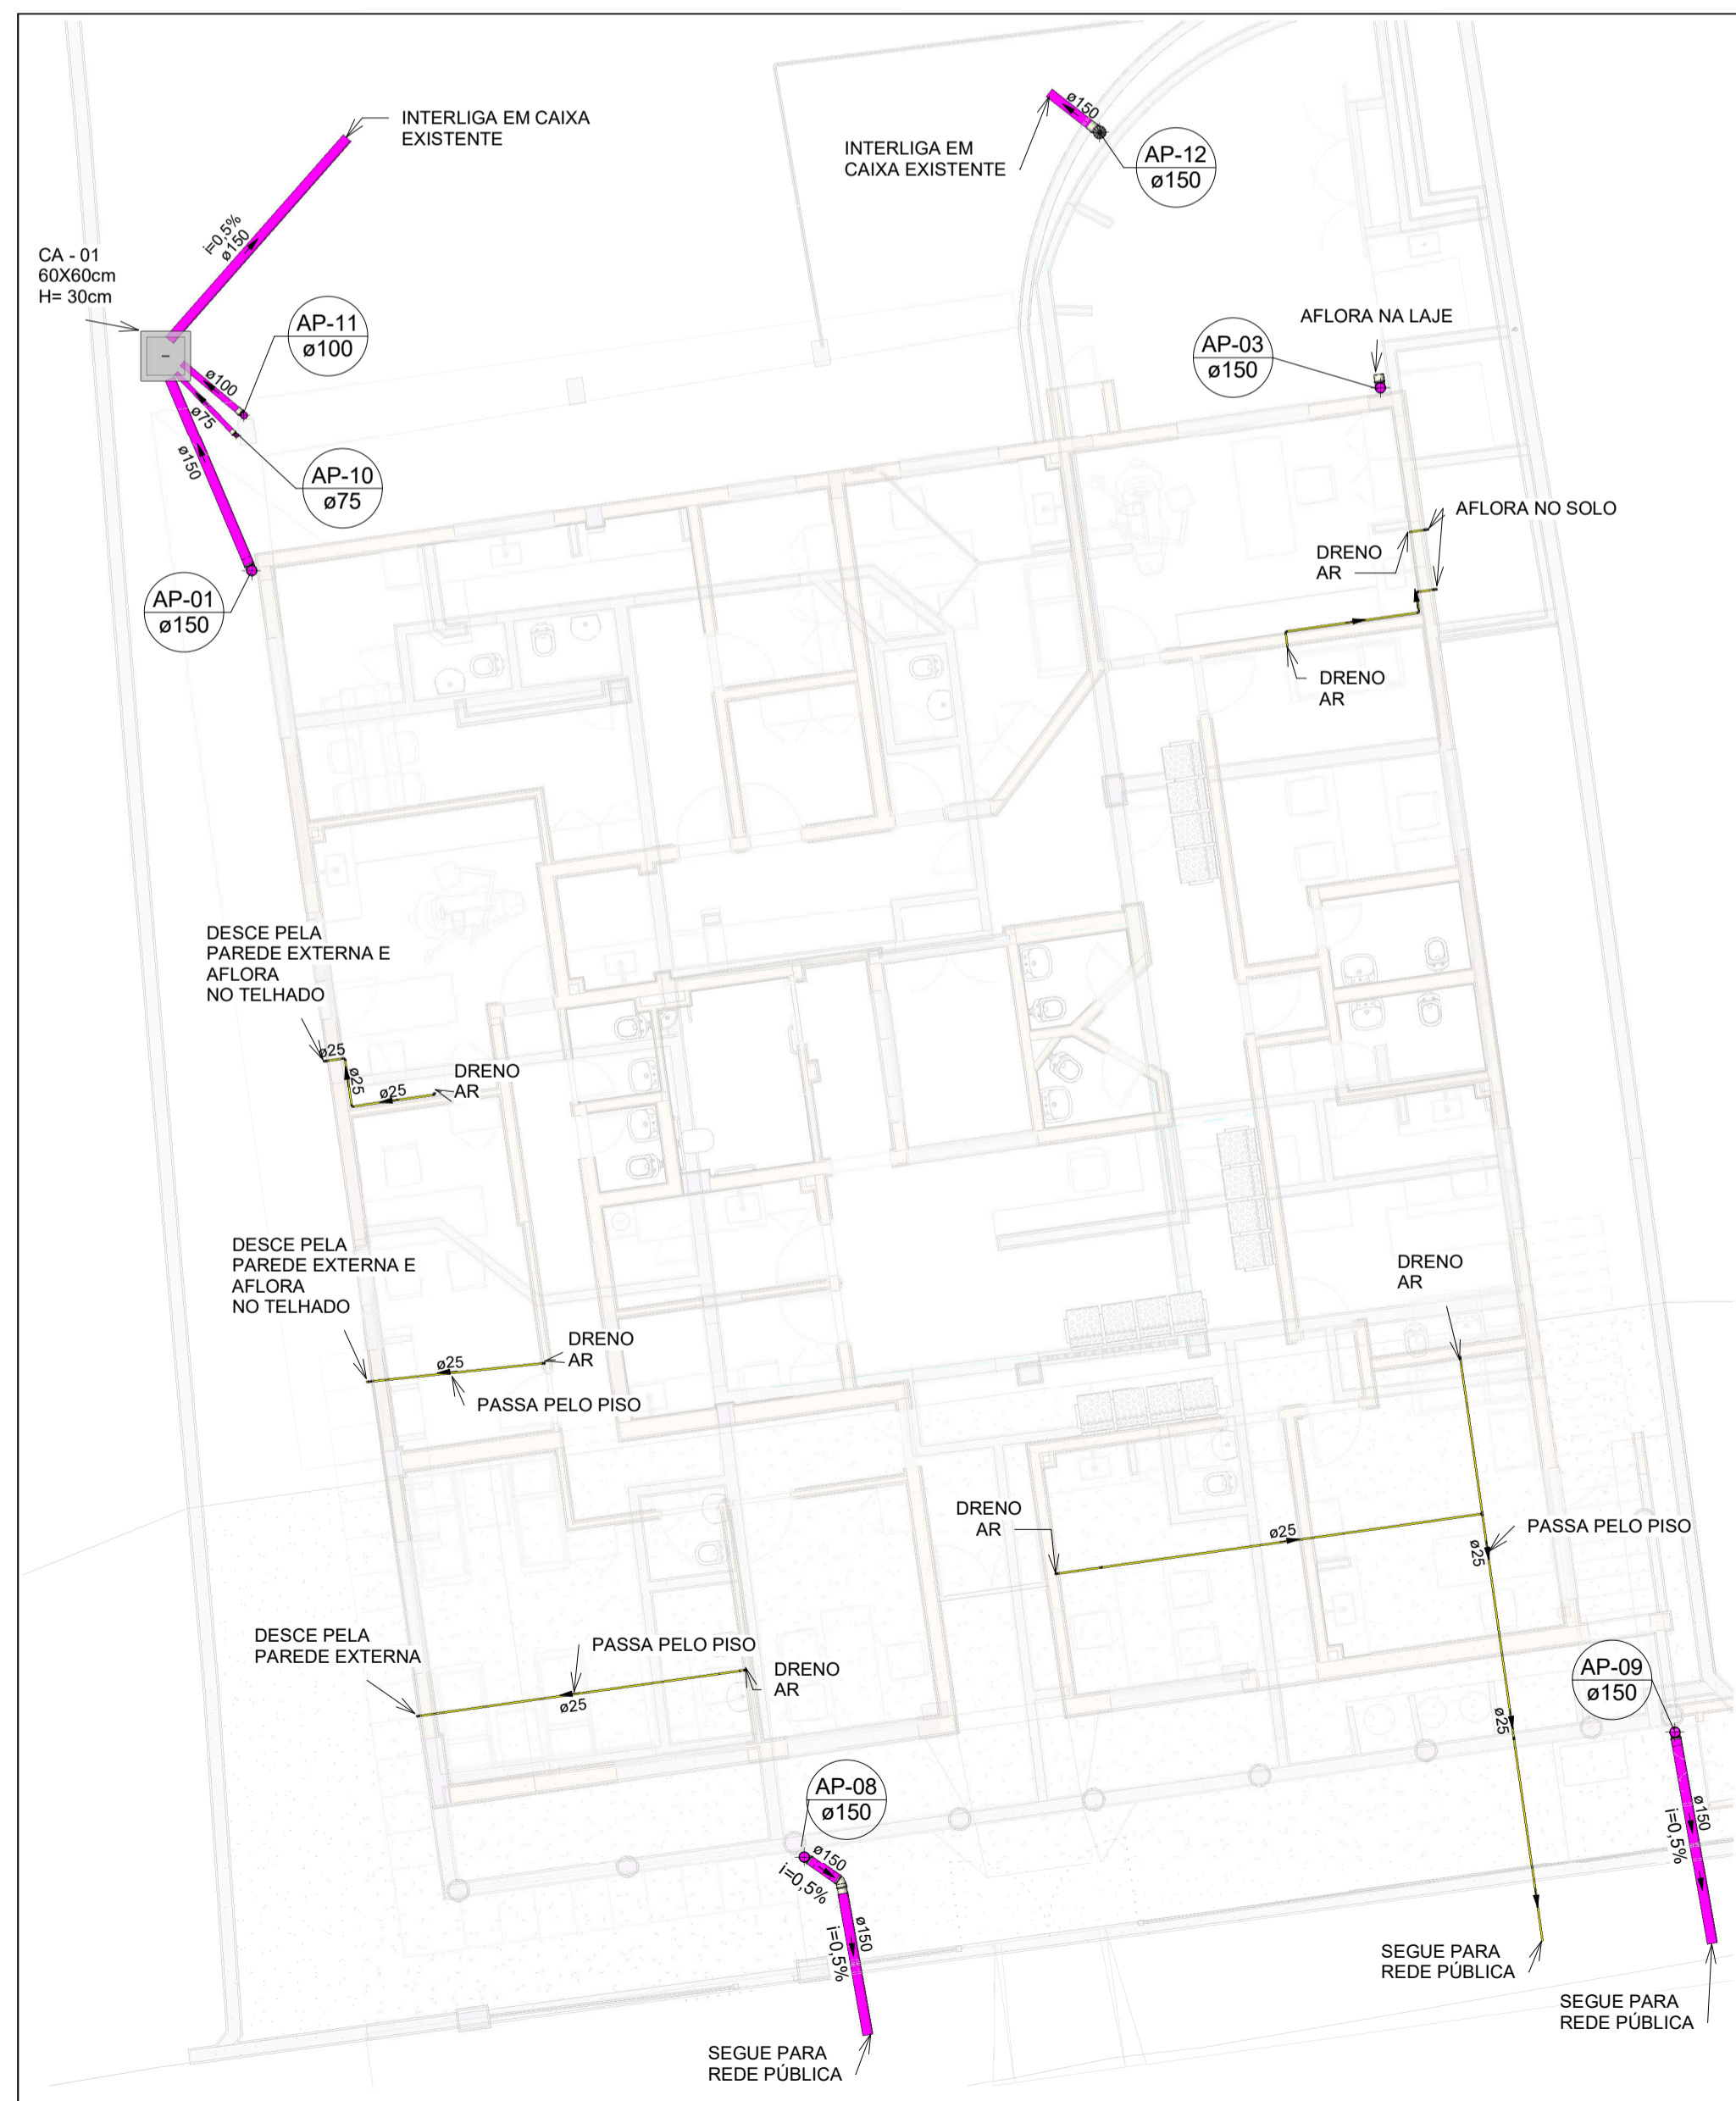 INTERLIGA EM CAIXA
EXISTENTE
ø150
INTERLIGA EM
CAIXA EXISTENTE
AP-12
ø150
i=0,5%
ø150
CA - 01
60X60cm
H= 30cm
AP-11
ø100
ø100
ø75
ø150
AP-10
ø75
AP-01
ø150
AFLORA NA LAJE
AP-03
ø150
AFLORA NO SOLO
DRENO
AR
DRENO
AR
DESCE PELA
PAREDE EXTERNA E
AFLORA
NO TELHADO
ø25
ø25
ø25
DRENO
AR
DESCE PELA
PAREDE EXTERNA E
AFLORA
NO TELHADO
ø25
DRENO
AR
PASSA PELO PISO
DRENO
AR
DRENO
AR
ø25
PASSA PELO PISO
ø25
DESCE PELA
PAREDE EXTERNA
PASSA PELO PISO
ø25
DRENO
AR
AP-09
ø150
ø25
AP-08
ø150
ø150
i=0,5%
ø150
i=0,5%
ø150
i=0,5%
SEGUE PARA
REDE PÚBLICA
SEGUE PARA
REDE PÚBLICA
SEGUE PARA
REDE PÚBLICA